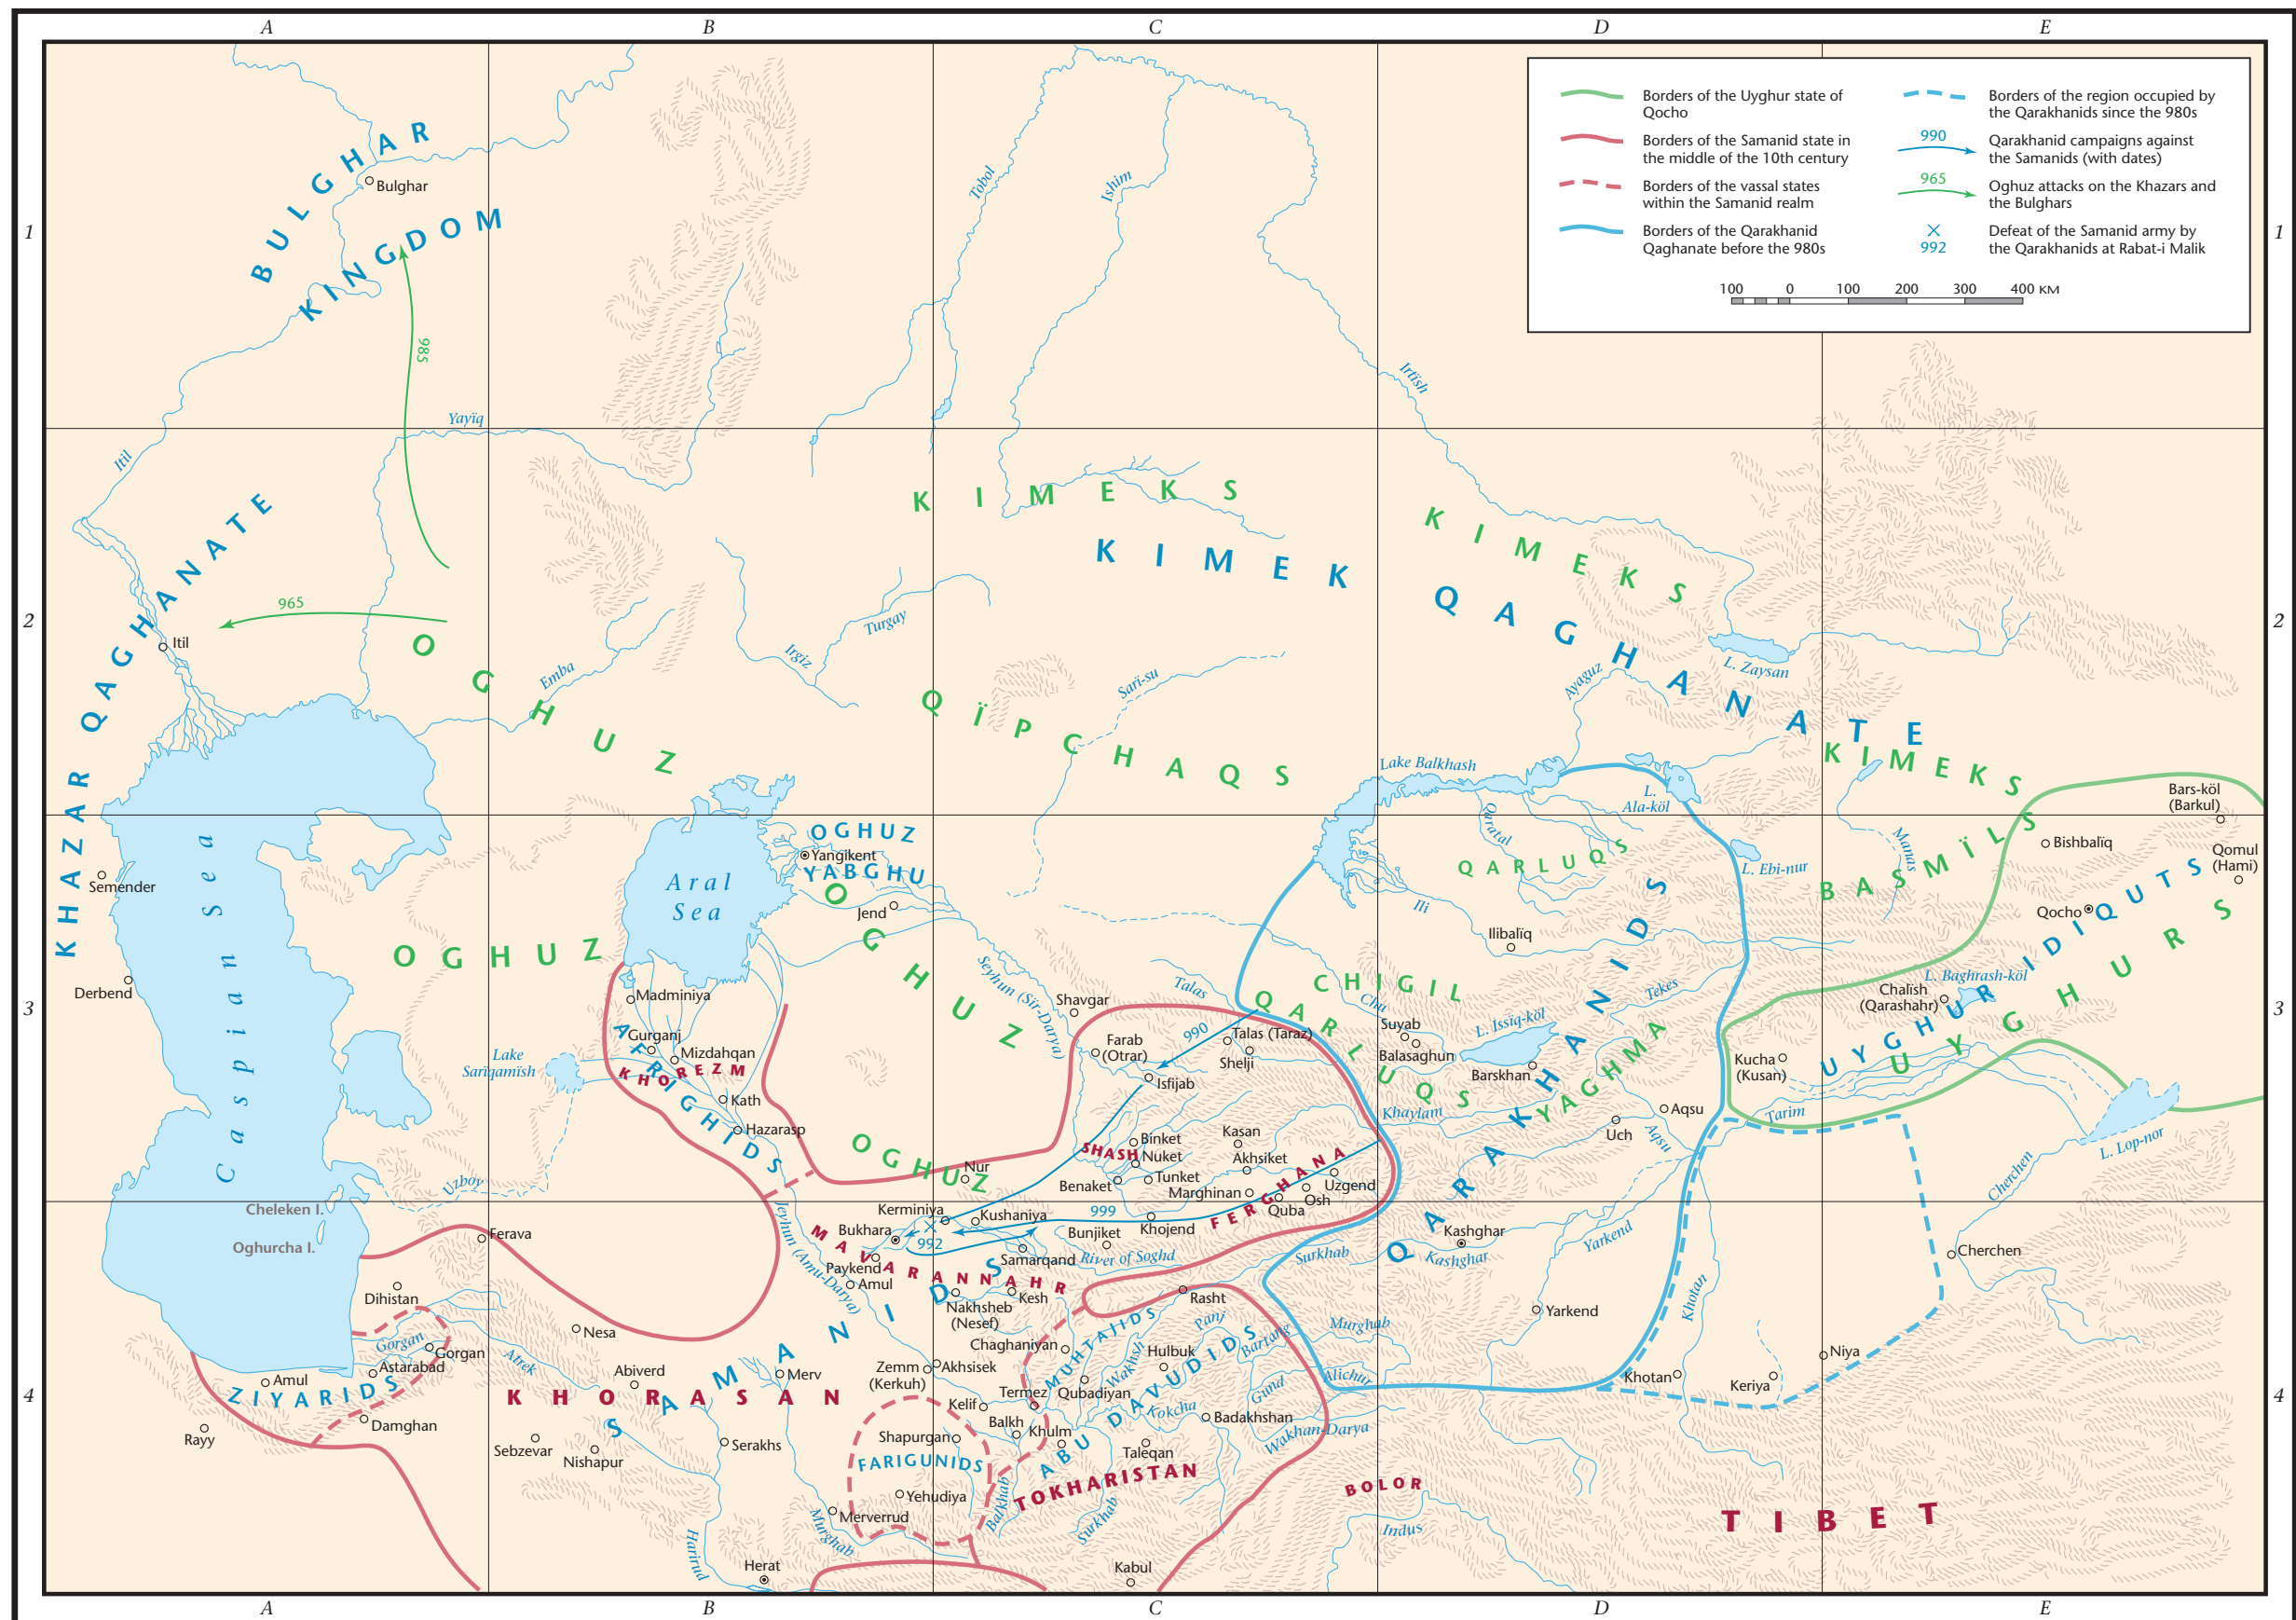 A B C D E
1 1
2 2
3 3
4 4
A B C D E
Borders of the Uyghur state of
Qocho
Borders of the Samanid state in
the middle of the 10th century
Borders of the vassal states
within the Samanid realm
Borders of the Qarakhanid
Qaghanate before the 980s
Borders of the region occupied by
the Qarakhanids since the 980s
990
Qarakhanid campaigns against
the Samanids (with dates)
965
Oghuz attacks on the Khazars and
the Bulghars
992
Defeat of the Samanid army by
the Qarakhanids at Rabat-i Malik
100 0 100 200 300 400 KM
BULGHAR
KINGDOM
Bulghar
985
Yayïq
Itil
Tobol
Ishim
Irtïsh
KHAZAR QAGHANATE
965
Itil
OGHUZ
Emba
Irgiz
Turgay
KIMEKS
KIMEK QAGHANATE
KIMEKS
QÏPCHAQS
Sarï-su
Ayaguz
L. Zaysan
KIMEKS
Lake Balkhash
L.
Ala-köl
Qaratal
Bars-köl
(Barkul)
Semender
Derbend
Caspian Sea
Aral
Sea
OGHUZ
YABGHU
Yangikent
Jend
OGHUZ
OGHUZ
Seyhun (Sïr-Darya)
QARLUQS
L. Ebi-nur
Manas
BASMÏLS
Bishbalïq
Qomul
(Hami)
Qocho
UYGHUR IDIQUTS
UYGHURS
Ili
Ilibalïq
CHIGIL
Talas
Chu
QARLUQS
Tekes
L. Baghrash-köl
Chalïsh
(Qarashahr)
Madminiya
AFRIGHIDS
Gurganj
Mizdahqan
KHOREZM
Kath
Hazarasp
Lake
Sarïqamïsh
Uzboy
Shavgar
Farab
(Otrar)
990
Talas (Taraz)
Shelji
Isfijab
Suyab
Balasaghun
L. Issïq-köl
Barskhan
YAGHMA
QARAKHANIDS
Kucha
(Kusan)
Khaylam
Aqsu
Uch
Aqsu
Tarim
L. Lop-nor
Cherchen
OGHUZ
Nur
Binket
SHASH
Nuket
Benaket
Tunket
Kasan
Akhsiket
Marghinan
FERGHANA
Uzgend
Osh
Quba
Khojend
999
Cheleken I.
Oghurcha I.
Ferava
Jeyhun (Amu-Darya)
Kerminiya
Kushaniya
Bukhara
992
Paykend
Amul
MAVARANNAHR
Bunjiket
River of Soghd
Samarqand
Kesh
Nakhsheb
(Nesef)
Surkhab
Kashghar
Kashghar
Yarkend
Khotan
Cherchen
Dihistan
Gorgan
Gorgan
Astarabad
Atrek
Nesa
Abiverd
Merv
Amul
ZIYARIDS
Rayy
Damghan
KHORASAN
SAMANIDS
Sebzevar
Nishapur
Serakhs
Zemm
(Kerkuh)
Akhsisek
Chaghaniyan
MUHTAJIDS
Rasht
Panj
Bartang
Wakhsh
Hulbuk
Termez
Qubadiyan
ABU DAVUDIDS
Murghab
Alichur
Gund
Yarkend
Niya
Khotan
Keriya
Kelif
Balkh
Khulm
Kokcha
Badakhshan
Wakhan-Darya
Taleqan
Shapurgan
FARIGUNIDS
Yehudiya
Merverrud
Murghab
Balkhab
TOKHARISTAN
Surkhab
BOLOR
TIBET
Indus
Harirud
Herat
Kabul